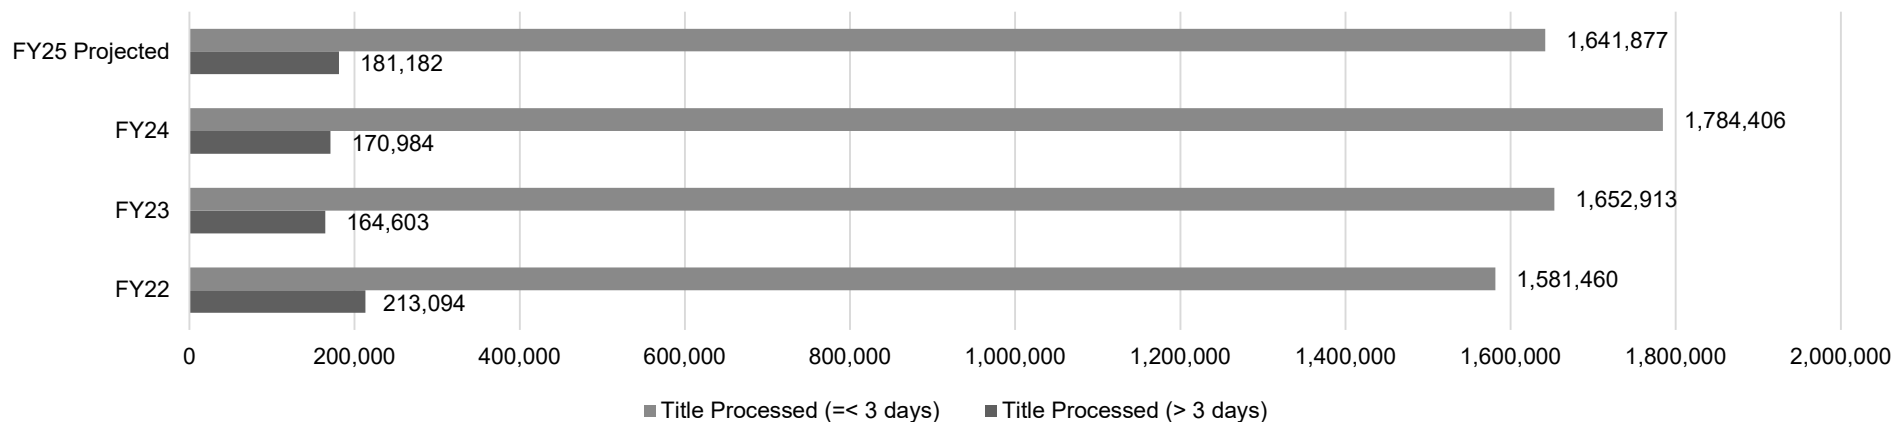 FY25 Projected
1,641,877
181,182
FY24
1,784,406
170,984
FY23
1,652,913
164,603
FY22
1,581,460
213,094
0 200,000 400,000 600,000 800,000 1,000,000 1,200,000 1,400,000 1,600,000 1,800,000 2,000,000
Title Processed (=< 3 days) Title Processed (> 3 days)